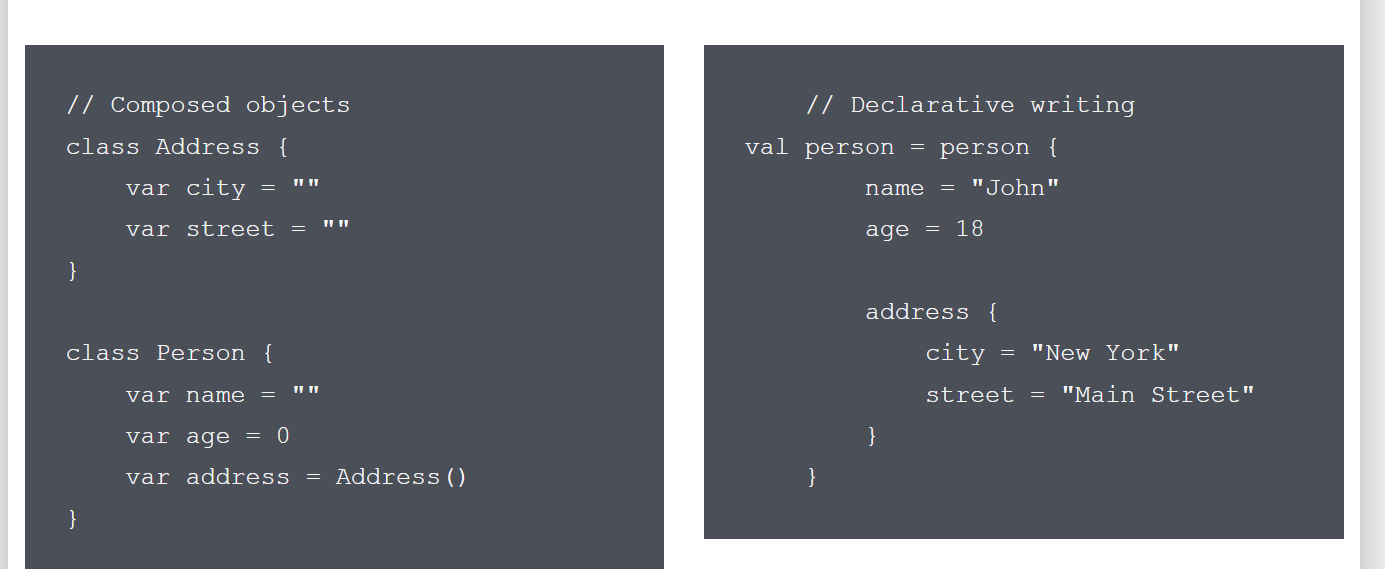 // Composed objects
class Address {
    var city = ""
    var street = ""
}

class Person {
    var name = ""
    var age = 0
    var address = Address()
}
    // Declarative writing
val person = person {
        name = "John"
        age = 18

        address {
            city = "New York"
            street = "Main Street"
        }
    }